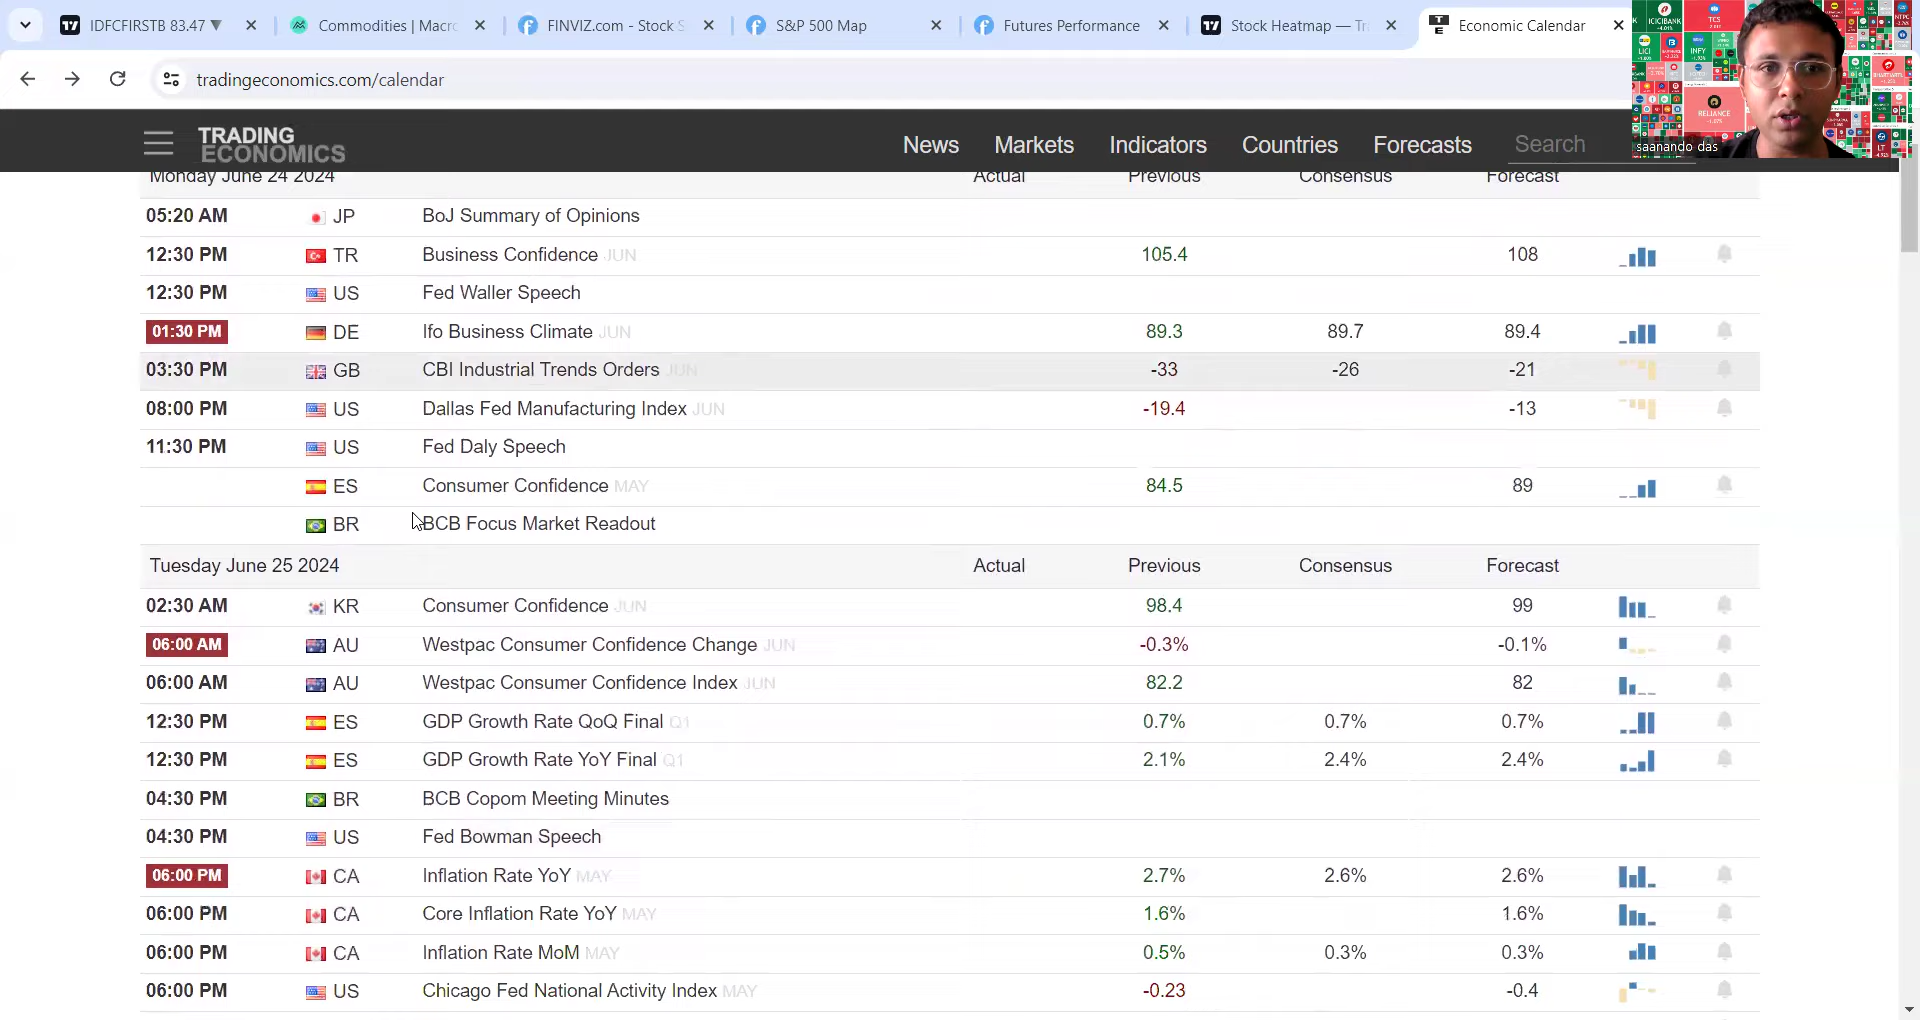 IDFCFIRSTB 83.47 ▼
Commodities | Macro
FINVIZ.com - Stock S
S&P 500 Map
Futures Performance
Stock Heatmap — Tr
Economic Calendar
tradingeconomics.com/calendar
TRADING
ECONOMICS
News Markets Indicators Countries Forecasts Search
ICICIBANK
TCS
LICI
INFY
RELIANCE
BHARTIARTL
LT
NTPC
saanando das
Monday June 24 2024 Actual Previous Consensus Forecast
05:20 AM JP BoJ Summary of Opinions
12:30 PM TR Business Confidence JUN 105.4 108
12:30 PM US Fed Waller Speech
01:30 PM DE Ifo Business Climate JUN 89.3 89.7 89.4
03:30 PM GB CBI Industrial Trends Orders JUN -33 -26 -21
08:00 PM US Dallas Fed Manufacturing Index JUN -19.4 -13
11:30 PM US Fed Daly Speech
ES Consumer Confidence MAY 84.5 89
BR BCB Focus Market Readout
Tuesday June 25 2024 Actual Previous Consensus Forecast
02:30 AM KR Consumer Confidence JUN 98.4 99
06:00 AM AU Westpac Consumer Confidence Change JUN -0.3% -0.1%
06:00 AM AU Westpac Consumer Confidence Index JUN 82.2 82
12:30 PM ES GDP Growth Rate QoQ Final Q1 0.7% 0.7% 0.7%
12:30 PM ES GDP Growth Rate YoY Final Q1 2.1% 2.4% 2.4%
04:30 PM BR BCB Copom Meeting Minutes
04:30 PM US Fed Bowman Speech
06:00 PM CA Inflation Rate YoY MAY 2.7% 2.6% 2.6%
06:00 PM CA Core Inflation Rate YoY MAY 1.6% 1.6%
06:00 PM CA Inflation Rate MoM MAY 0.5% 0.3% 0.3%
06:00 PM US Chicago Fed National Activity Index MAY -0.23 -0.4